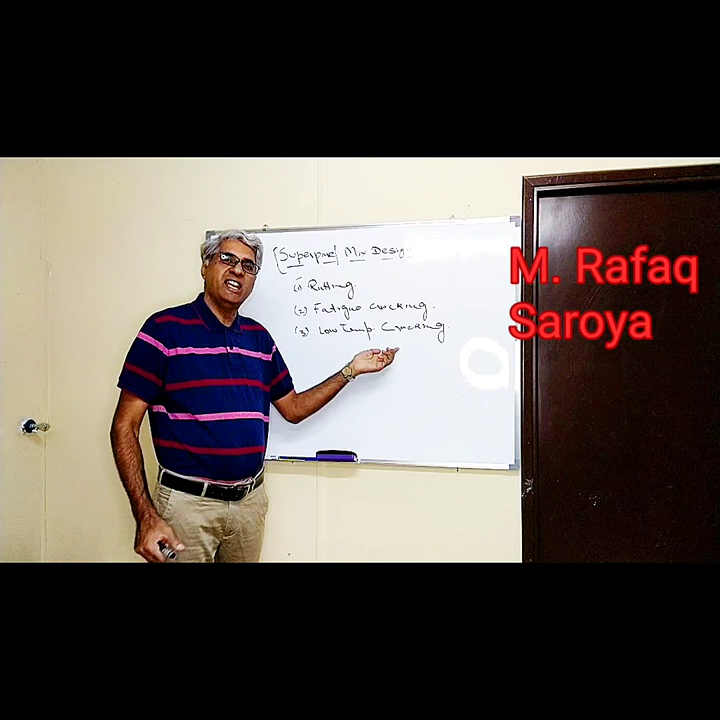 {Superpave Mix Design
(1) Rutting.
(2) Fatigue cracking.
(3) Low Temp. Cracking.
M. Rafaq
Saroya